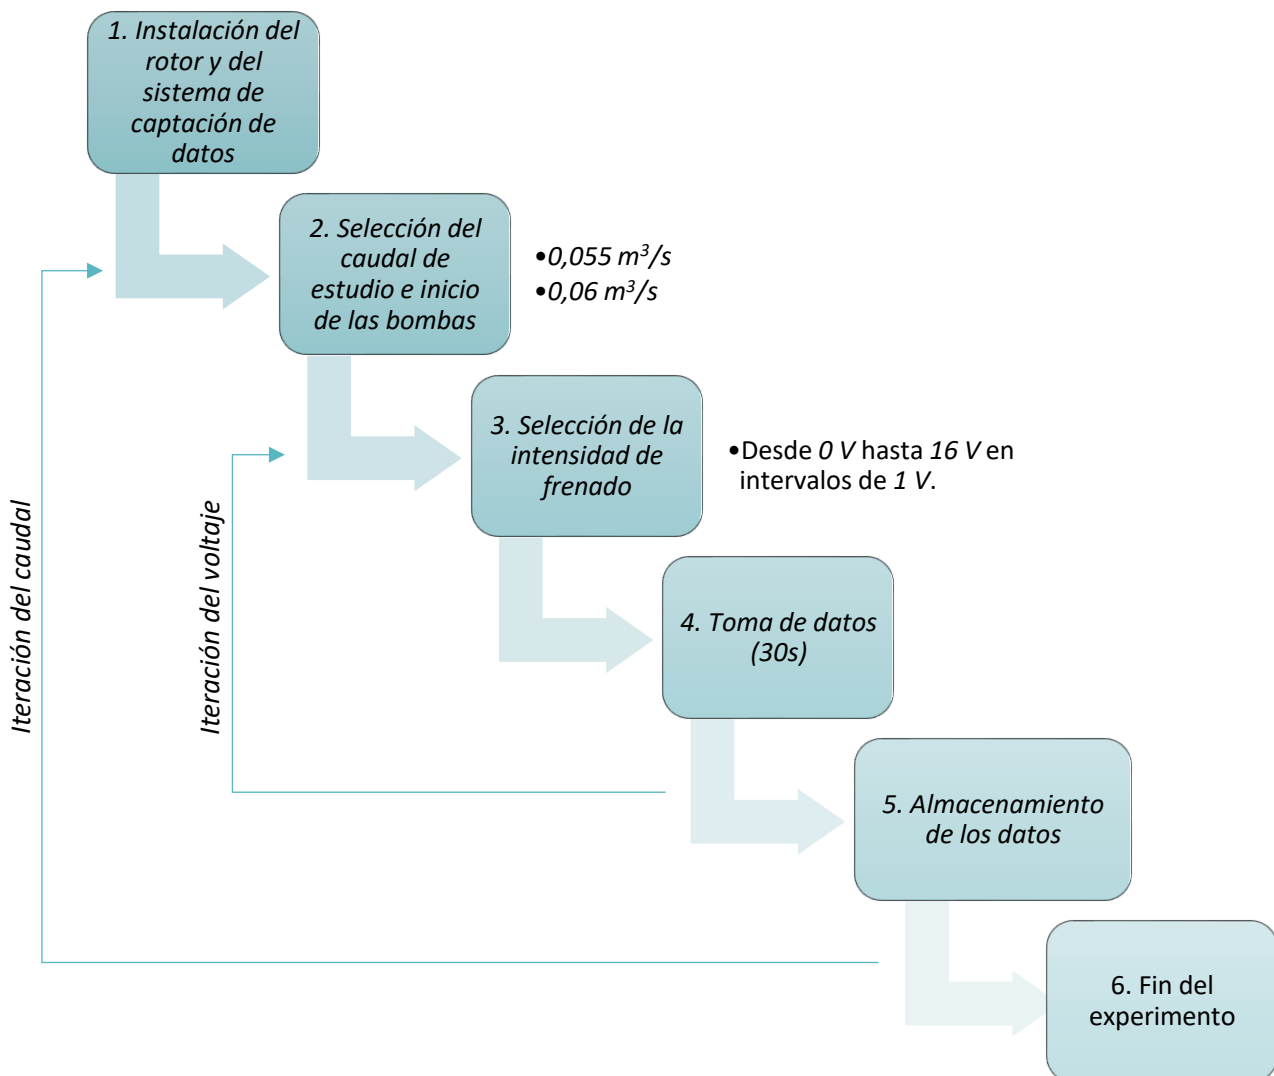 1. Instalación del
rotor y del
sistema de
captación de
datos
2. Selección del
caudal de
estudio e inicio
de las bombas
•0,055 m³/s
•0,06 m³/s
3. Selección de la
intensidad de
frenado
•Desde 0 V hasta 16 V en
intervalos de 1 V.
Iteración del caudal
Iteración del voltaje
4. Toma de datos
(30s)
5. Almacenamiento
de los datos
6. Fin del
experimento